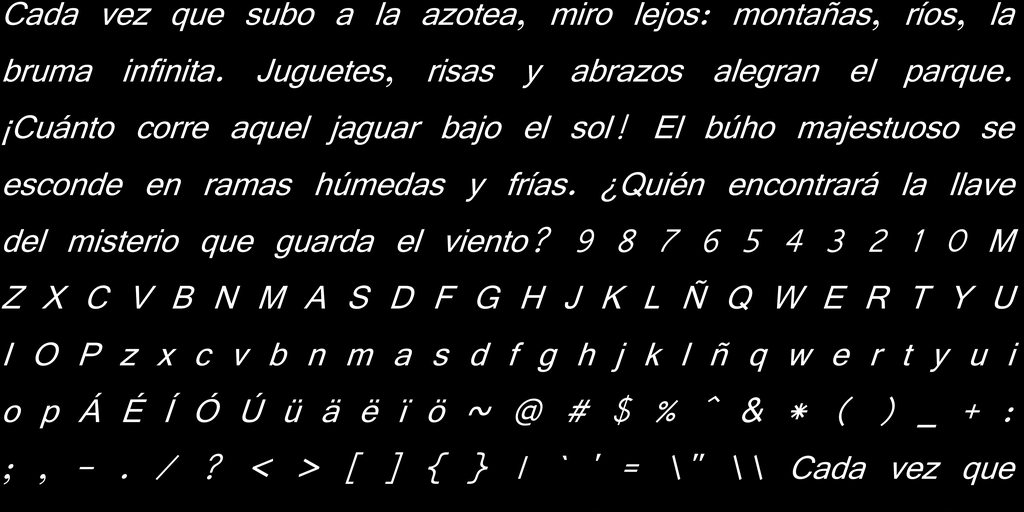 Cada vez que subo a la azotea, miro lejos: montañas, ríos, la
bruma infinita. Juguetes, risas y abrazos alegran el parque.
¡Cuánto corre aquel jaguar bajo el sol! El búho majestuoso se
esconde en ramas húmedas y frías. ¿Quién encontrará la llave
del misterio que guarda el viento? 9 8 7 6 5 4 3 2 1 0 M
Z X C V B N M A S D F G H J K L Ñ Q W E R T Y U
I O P z x c v b n m a s d f g h j k l ñ q w e r t y u i
o p Á É Í Ó Ú ü ä ë ï ö ~ @ # $ % ^ & * ( ) _ + :
; , - . / ? < > [ ] { } | ` ' = \" \\ Cada vez que